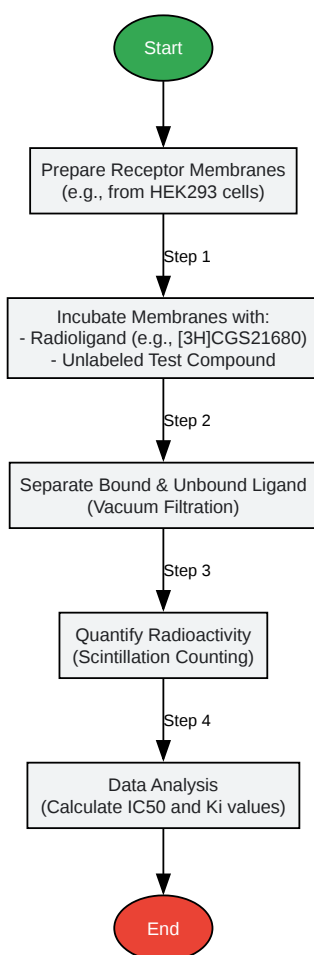 Start
Prepare Receptor Membranes
(e.g., from HEK293 cells)
Step 1
Incubate Membranes with:
- Radioligand (e.g., [3H]CGS21680)
- Unlabeled Test Compound
Step 2
Separate Bound & Unbound Ligand
(Vacuum Filtration)
Step 3
Quantify Radioactivity
(Scintillation Counting)
Step 4
Data Analysis
(Calculate IC50 and Ki values)
End